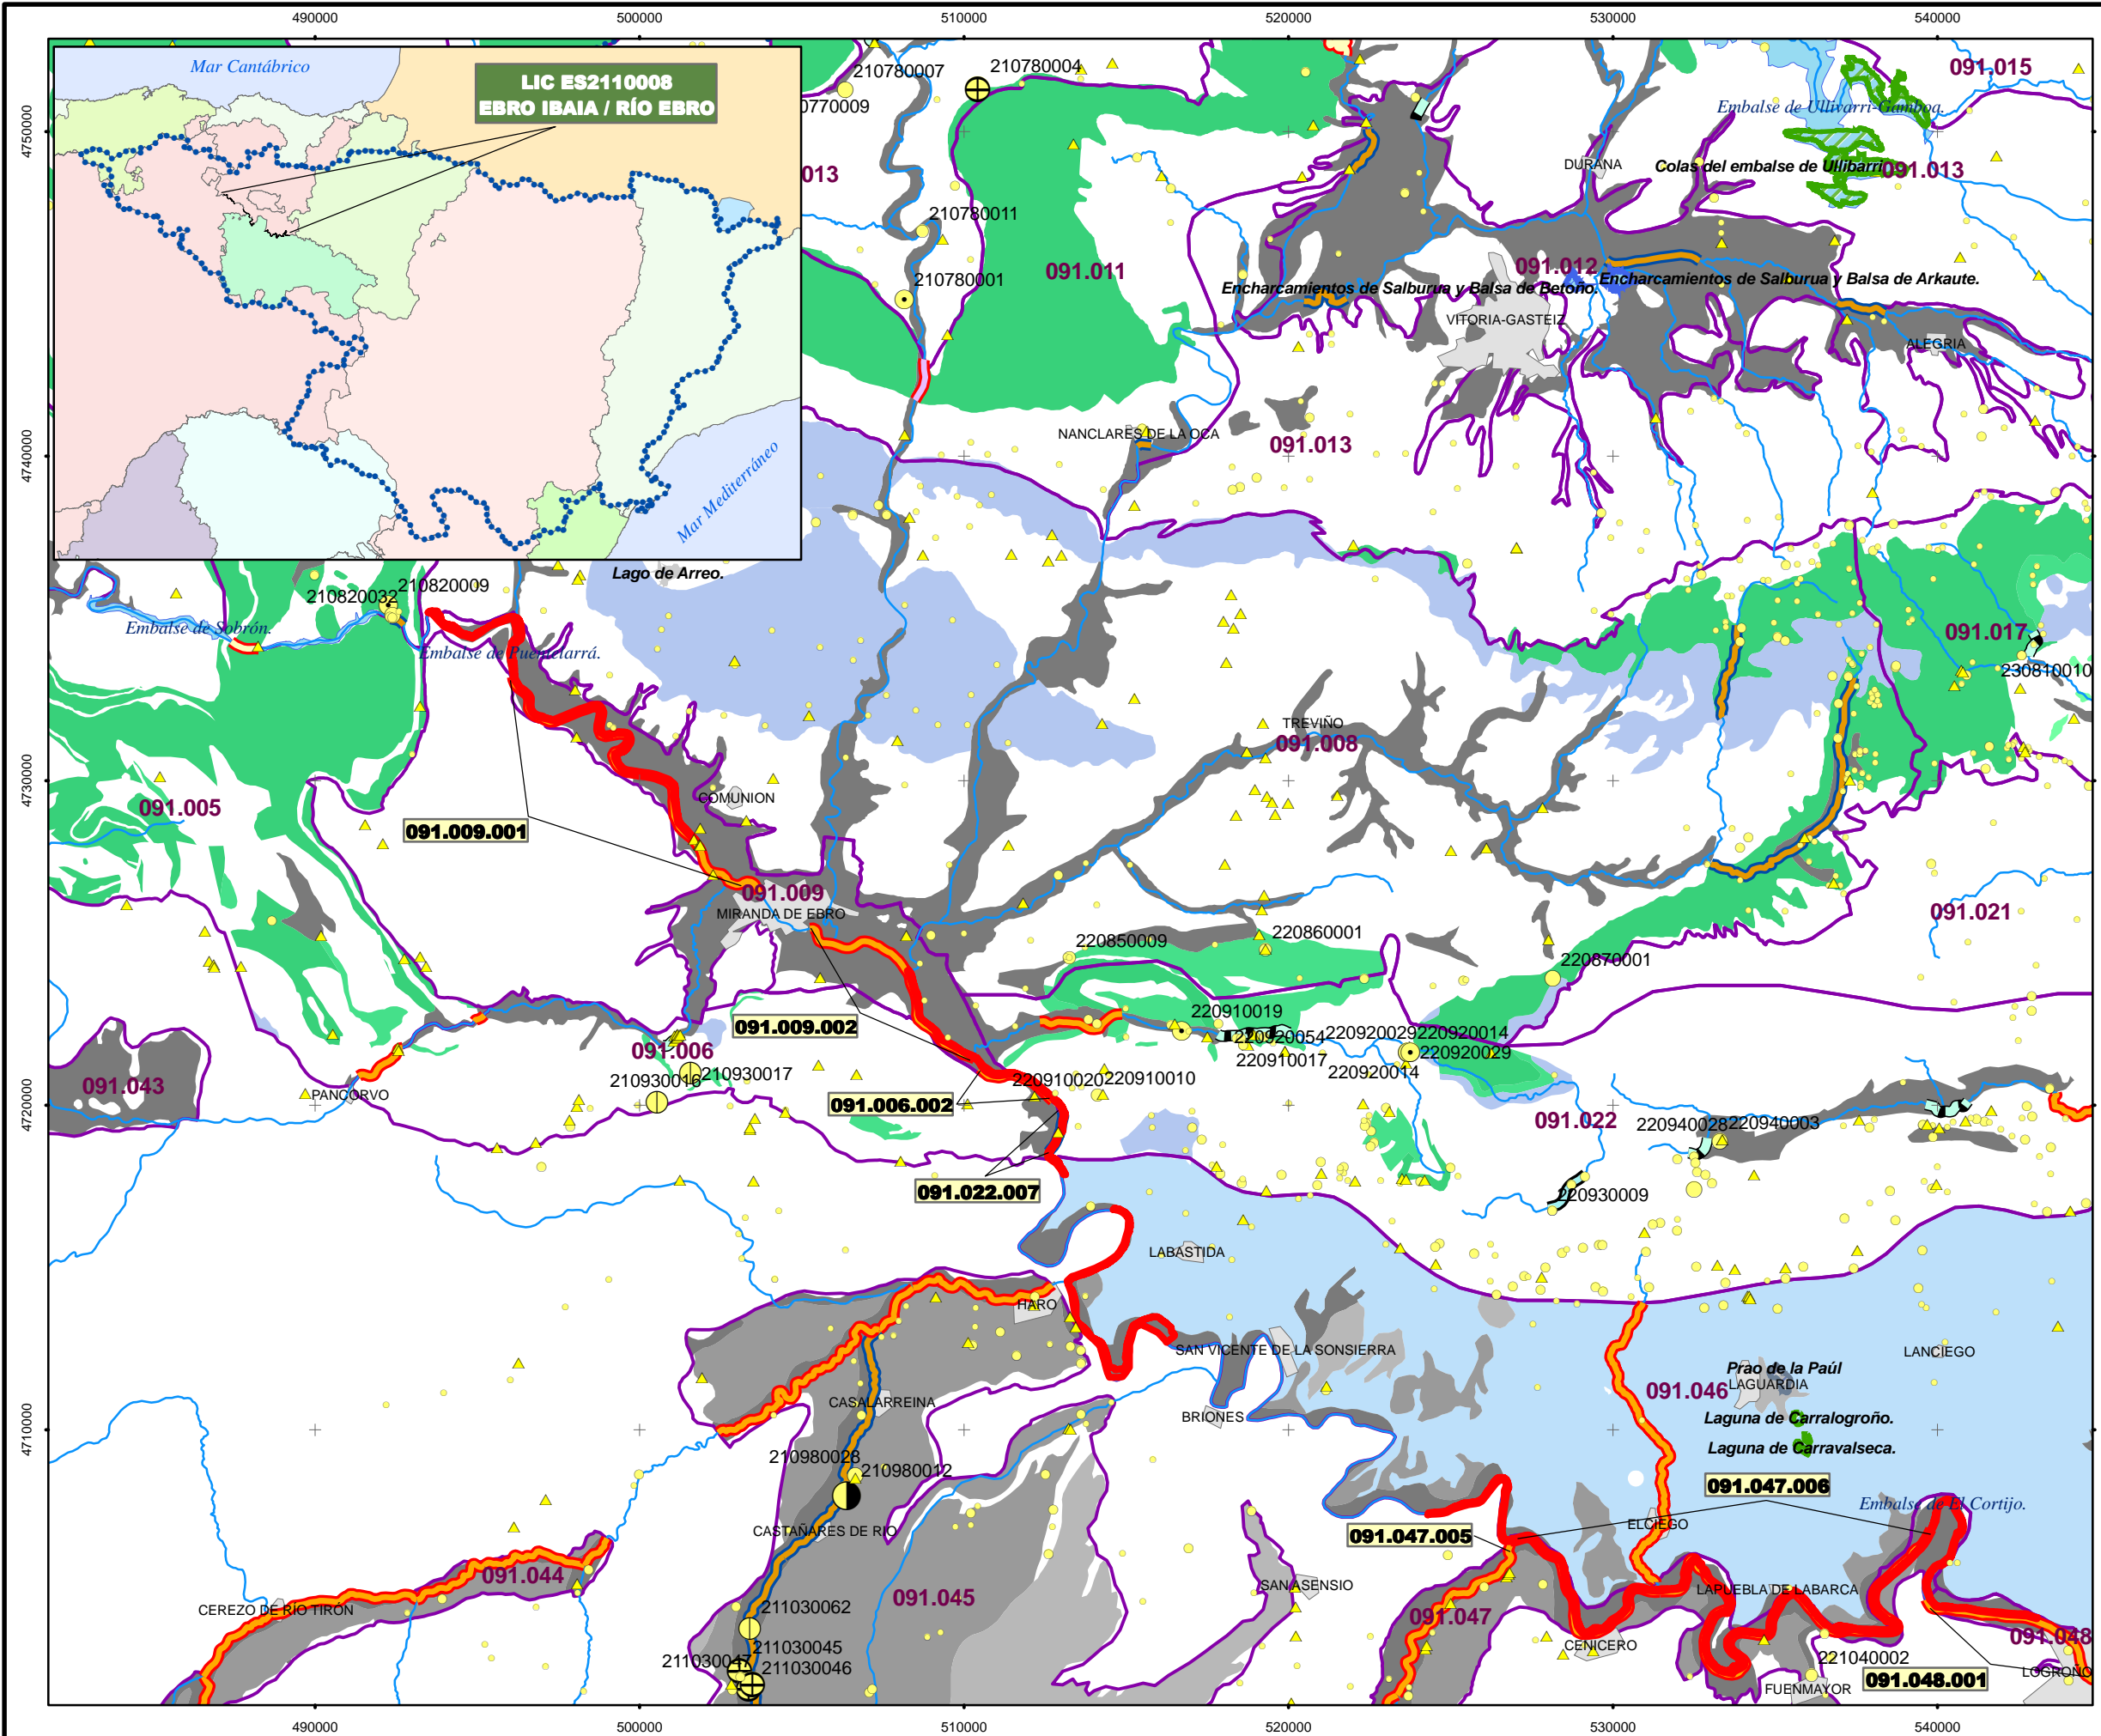 490000
500000
510000
520000
530000
540000
4750000
4740000
4730000
4720000
4710000
Mar Cantábrico
LIC ES2110008
EBRO IBAIA / RÍO EBRO
Mar Mediterráneo
210780007
210780004
0770009
013
210780011
210780001
091.011
091.015
Embalse de Ullivarri-Gamboa.
DURANA
Colas del embalse de Ullibarri
091.013
091.012
Encharcamientos de Salburua y Balsa de Betoño.
Encharcamientos de Salburua y Balsa de Arkaute.
VITORIA-GASTEIZ
ALEGRIA
NANCLARES DE LA OCA
091.013
Lago de Arreo.
210820032
210820009
Embalse de Sobrón.
Embalse de Puentelarrá.
091.017
230810010
TREVIÑO
091.008
091.005
COMUNION
091.009.001
091.009
MIRANDA DE EBRO
091.021
220850009
220860001
220870001
091.009.002
220910019
220920054
220920029
220920014
220910017
220920029
220920014
091.006
091.043
210930016
210930017
220910020
220910010
PANCORVO
091.006.002
091.022
220940028
220940003
091.022.007
220930009
LABASTIDA
HARO
SAN VICENTE DE LA SONSIERRA
LANCIEGO
Prao de la Paúl
LAGUARDIA
091.046
CASALARREINA
BRIONES
Laguna de Carralogroño.
Laguna de Carravalseca.
210980028
210980012
091.047.006
Embalse de El Cortijo.
CASTAÑARES DE RIO
ELCIEGO
091.047.005
091.044
SAN ASENSIO
LAPUEBLA DE LABARCA
091.045
CEREZO DE RÍO TIRÓN
211030062
091.047
091.048
211030045
CENICERO
211030047
211030046
221040002
091.048.001
LOGROÑO
FUENMAYOR
490000
500000
510000
520000
530000
540000